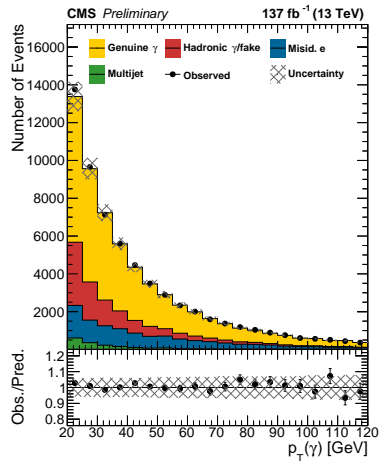 CMS Preliminary 137 fb⁻¹ (13 TeV)
Genuine γ Hadronic γ/fake Misid. e
Multijet Observed Uncertainty
Number of Events
16000
14000
12000
10000
8000
6000
4000
2000
Obs./Pred.
1.2
1.1
1.0
0.9
0.8
20 30 40 50 60 70 80 90 100 110 120
p_T(γ) [GeV]